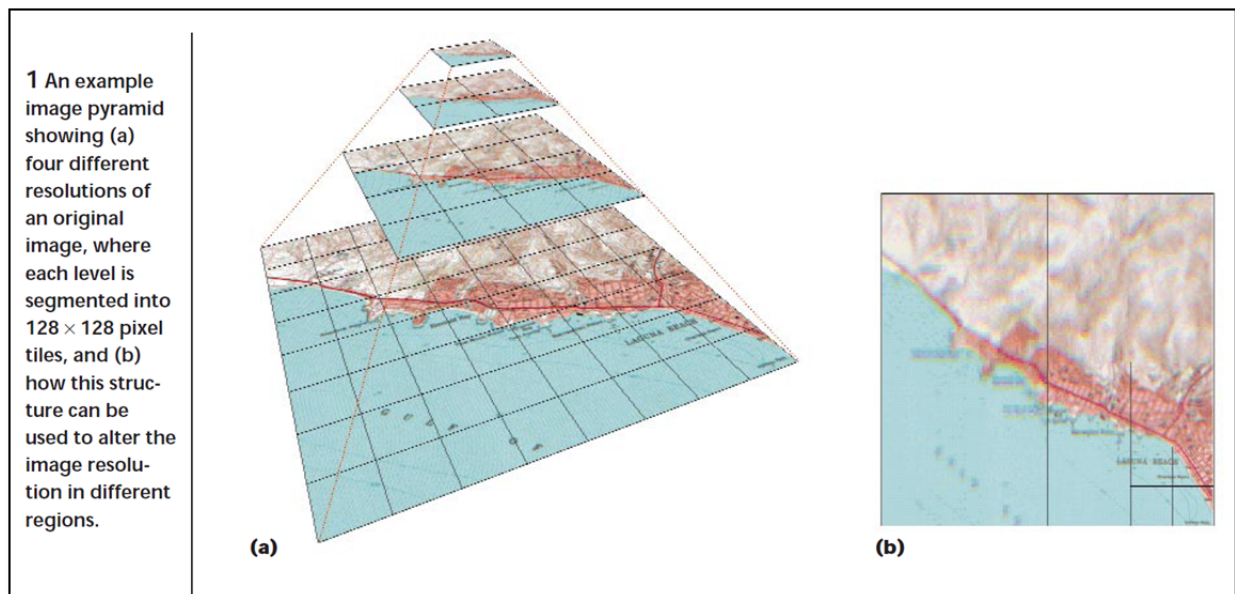 1 An example
image pyramid
showing (a)
four different
resolutions of
an original
image, where
each level is
segmented into
128 × 128 pixel
tiles, and (b)
how this struc-
ture can be
used to alter the
image resolu-
tion in different
regions.
LAGUNA BEACH
(a)
LAGUNA BEACH
(b)